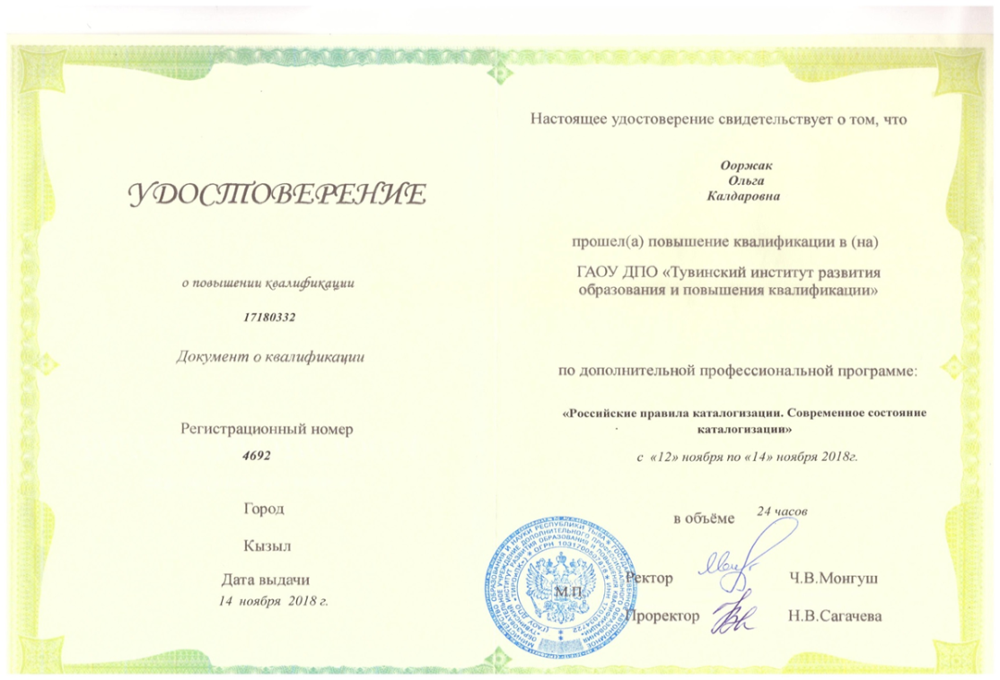 УДОСТОВЕРЕНИЕ
о повышении квалификации
17180332
Документ о квалификации
Регистрационный номер
4692
Город
Кызыл
Дата выдачи
14 ноября 2018 г.
Настоящее удостоверение свидетельствует о том, что
Ооржак
Ольга
Калдаровна
прошел(а) повышение квалификации в (на)
ГАОУ ДПО «Тувинский институт развития
образования и повышения квалификации»
по дополнительной профессиональной программе:
«Российские правила каталогизации. Современное состояние
каталогизации»
с «12» ноября по «14» ноября 2018г.
в объёме 24 часов
М.П.
Ректор Ч.В.Монгуш
Проректор Н.В.Сагачева